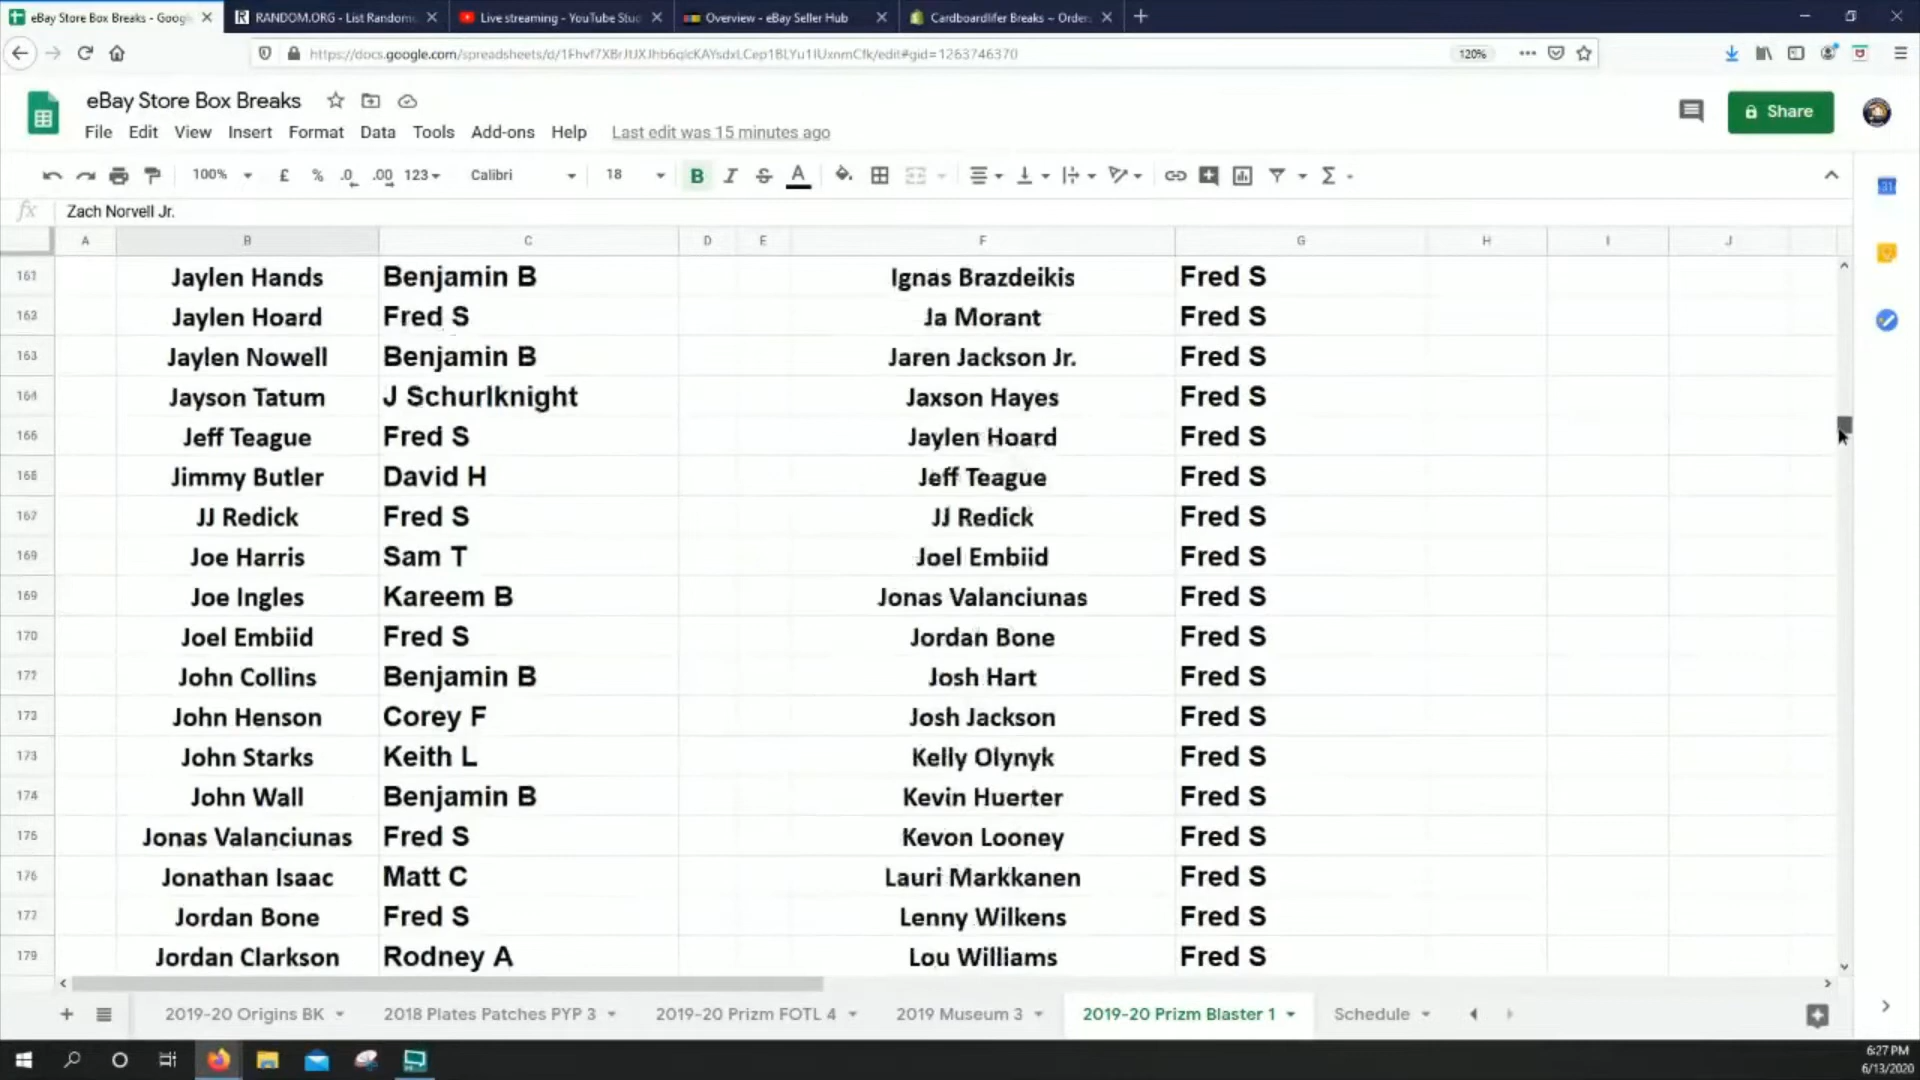 eBay Store Box Breaks - Googl
RANDOM.ORG - List Randomi
Live streaming - YouTube Stud
Overview - eBay Seller Hub
Cardboardlifer Breaks ~ Orders
120%
eBay Store Box Breaks
Share
File Edit View Insert Format Data Tools Add-ons Help Last edit was 15 minutes ago
100% £ % .0 .00 123 Calibri 18 B I S A
fx Zach Norvell Jr.
A B C D E F G H I J
161 Jaylen Hands Benjamin B Ignas Brazdeikis Fred S
162 Jaylen Hoard Fred S Ja Morant Fred S
163 Jaylen Nowell Benjamin B Jaren Jackson Jr. Fred S
164 Jayson Tatum J Schurlknight Jaxson Hayes Fred S
Jeff Teague Fred S Jaylen Hoard Fred S
Jimmy Butler David H Jeff Teague Fred S
167 JJ Redick Fred S JJ Redick Fred S
Joe Harris Sam T Joel Embiid Fred S
169 Joe Ingles Kareem B Jonas Valanciunas Fred S
170 Joel Embiid Fred S Jordan Bone Fred S
John Collins Benjamin B Josh Hart Fred S
John Henson Corey F Josh Jackson Fred S
173 John Starks Keith L Kelly Olynyk Fred S
174 John Wall Benjamin B Kevin Huerter Fred S
175 Jonas Valanciunas Fred S Kevon Looney Fred S
176 Jonathan Isaac Matt C Lauri Markkanen Fred S
177 Jordan Bone Fred S Lenny Wilkens Fred S
Jordan Clarkson Rodney A Lou Williams Fred S
2019-20 Origins BK 2018 Plates Patches PYP 3 2019-20 Prizm FOTL 4 2019 Museum 3 2019-20 Prizm Blaster 1 Schedule
6:27 PM
6/13/2020